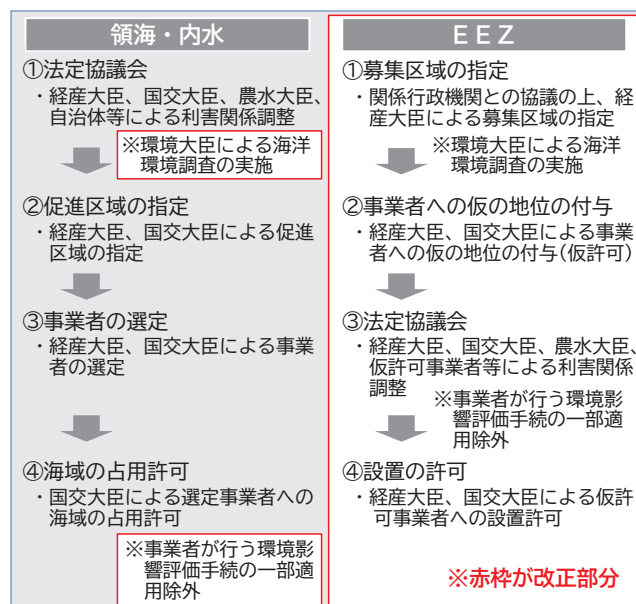 領海・内水
①法定協議会
・経産大臣、国交大臣、農水大臣、
自治体等による利害関係調整
※環境大臣による海洋
環境調査の実施
②促進区域の指定
・経産大臣、国交大臣による促進
区域の指定
③事業者の選定
・経産大臣、国交大臣による事業
者の選定
④海域の占用許可
・国交大臣による選定事業者への
海域の占用許可
※事業者が行う環境影
響評価手続の一部適
用除外
ＥＥＺ
①募集区域の指定
・関係行政機関との協議の上、経
産大臣による募集区域の指定
※環境大臣による海洋
環境調査の実施
②事業者への仮の地位の付与
・経産大臣、国交大臣による事業
者への仮の地位の付与(仮許可)
③法定協議会
・経産大臣、国交大臣、農水大臣、
仮許可事業者等による利害関係
調整
※事業者が行う環境影
響評価手続の一部適
用除外
④設置の許可
・経産大臣、国交大臣による仮許
可事業者への設置許可
※赤枠が改正部分